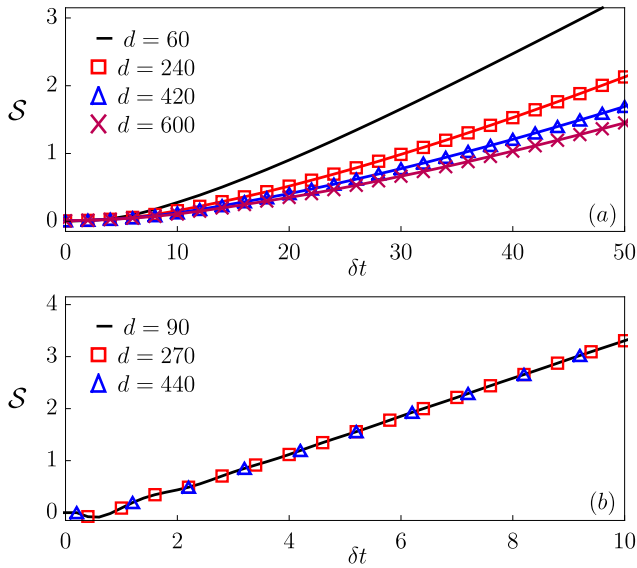 3
2
1
0
𝒮
d = 60
d = 240
d = 420
d = 600
(a)
0 10 20 30 40 50
δt
4
3
2
1
0
𝒮
d = 90
d = 270
d = 440
(b)
0 2 4 6 8 10
δt